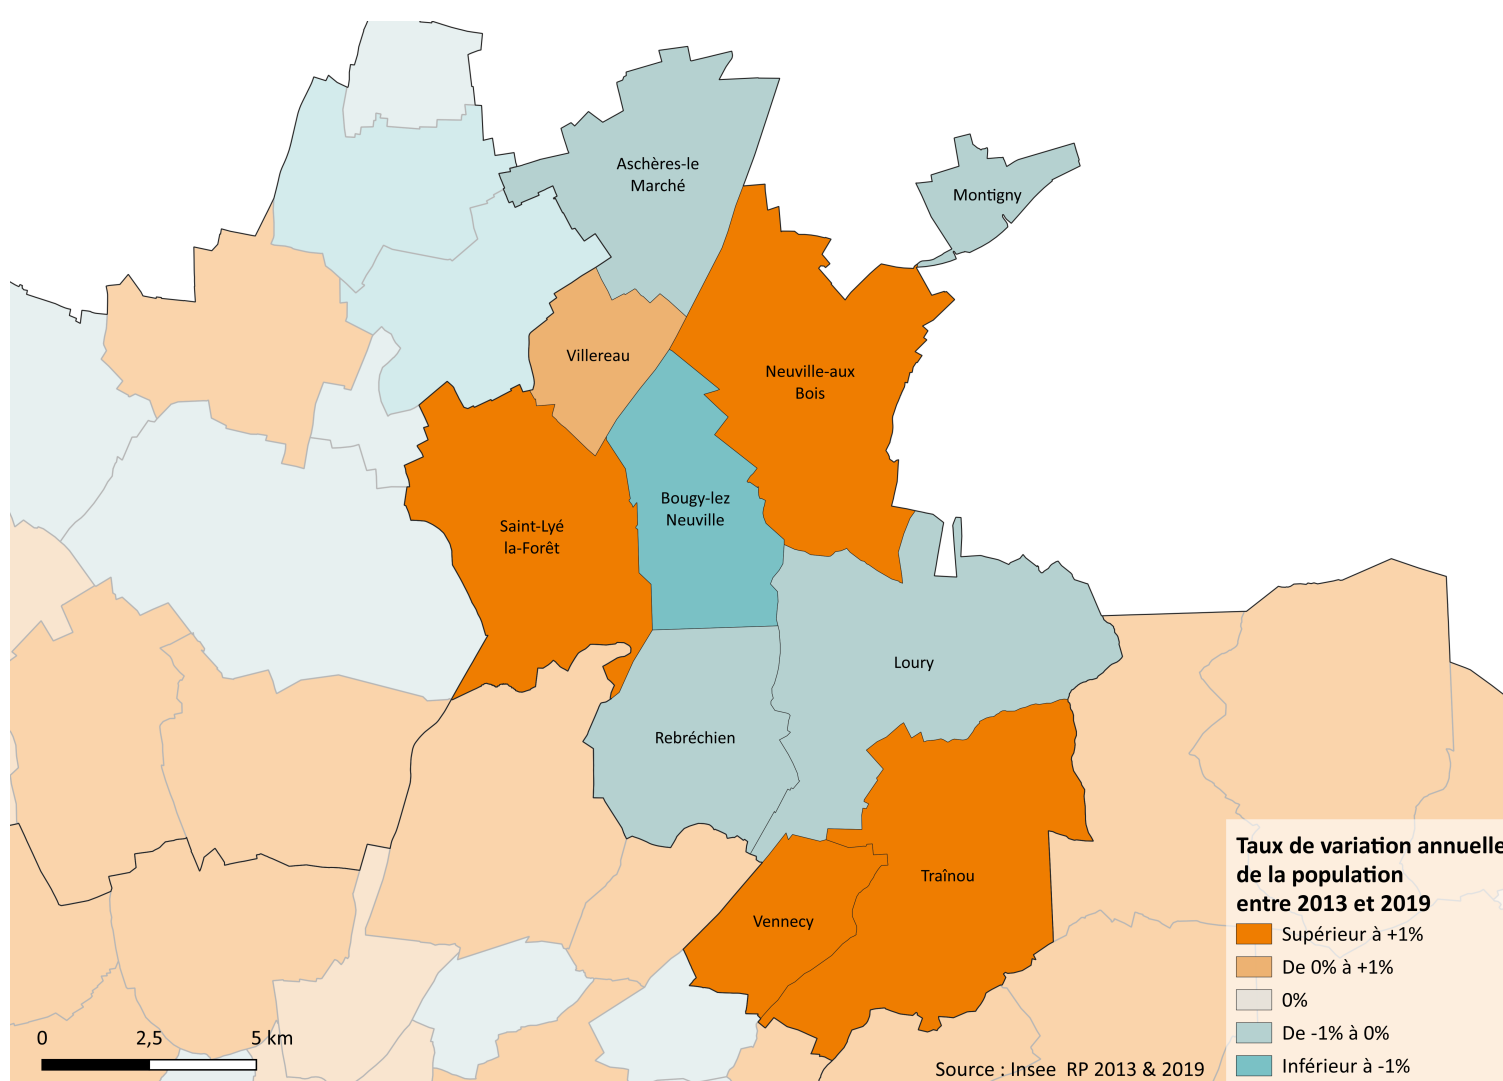 Aschères-le
Marché
Montigny
Villereau
Neuville-aux
Bois
Bougy-lez
Neuville
Saint-Lyé
la-Forêt
Loury
Rebréchien
Traînou
Vennecy
Taux de variation annuelle
de la population
entre 2013 et 2019
Supérieur à +1%
De 0% à +1%
0%
De -1% à 0%
Inférieur à -1%
0 2,5 5 km
Source : Insee RP 2013 & 2019